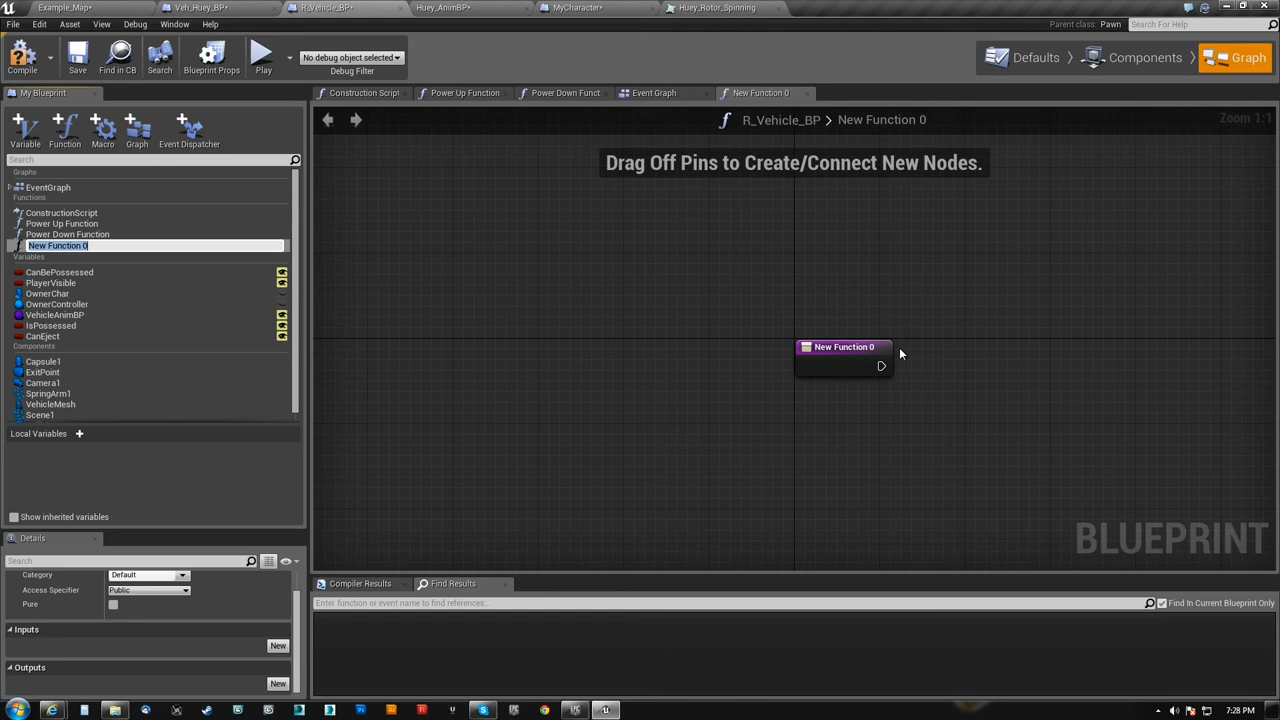 Example_Map*
Veh_Huey_BP*
R_Vehicle_BP*
Huey_AnimBP*
MyCharacter*
Huey_Rotor_Spinning
File Edit Asset View Debug Window Help
Parent class: Pawn
Search For Help
Compile
Save
Find in CB
Search
Blueprint Props
Play
No debug object selected
Debug Filter
Defaults
Components
Graph
My Blueprint
Construction Script
Power Up Function
Power Down Funct
Event Graph
New Function 0
Variable
Function
Macro
Graph
Event Dispatcher
R_Vehicle_BP > New Function 0
Zoom 1:1
Search
Drag Off Pins to Create/Connect New Nodes.
Graphs
EventGraph
Functions
ConstructionScript
Power Up Function
Power Down Function
New Function 0
Variables
CanBePossessed
PlayerVisible
OwnerChar
OwnerController
VehicleAnimBP
IsPossessed
CanEject
Components
Capsule1
ExitPoint
Camera1
SpringArm1
VehicleMesh
Scene1
Local Variables
New Function 0
Show inherited variables
Details
Search
Category Default
Access Specifier Public
Pure
Inputs
New
Outputs
New
BLUEPRINT
Compiler Results
Find Results
Enter function or event name to find references...
Find In Current Blueprint Only
7:28 PM